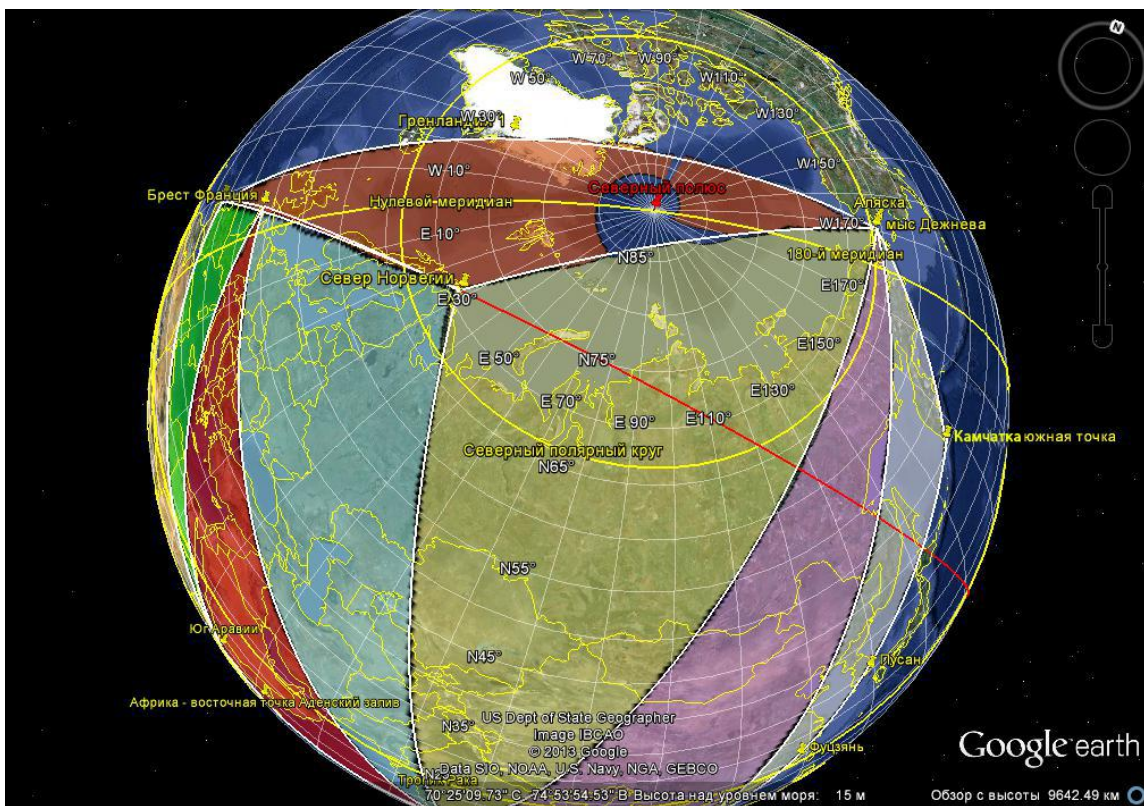 N
W 70°
W 90°
W 50°
W110°
W 30°
Гренландия 1
W130°
W150°
W 10°
Брест Франция
Северный полюс
Нулевой меридиан
Аляска
W170°
мыс Дежнева
E 10°
180-й меридиан
N85°
Север Норвегии
E170°
E 30°
E150°
E 50°
N75°
E130°
E 70°
E110°
E 90°
Камчатка южная точка
Северный полярный круг
N65°
N55°
Юг Аравии
N45°
Пусан
Африка - восточная точка Аденский залив
US Dept of State Geographer
N35°
Image IBCAO
© 2013 Google
Фуцзянь
Google earth
Data SIO, NOAA, U.S. Navy, NGA, GEBCO
Тропик Рака
70°25'09.73" С 74°53'54.53" В Высота над уровнем моря: 15 м Обзор с высоты 9642.49 км